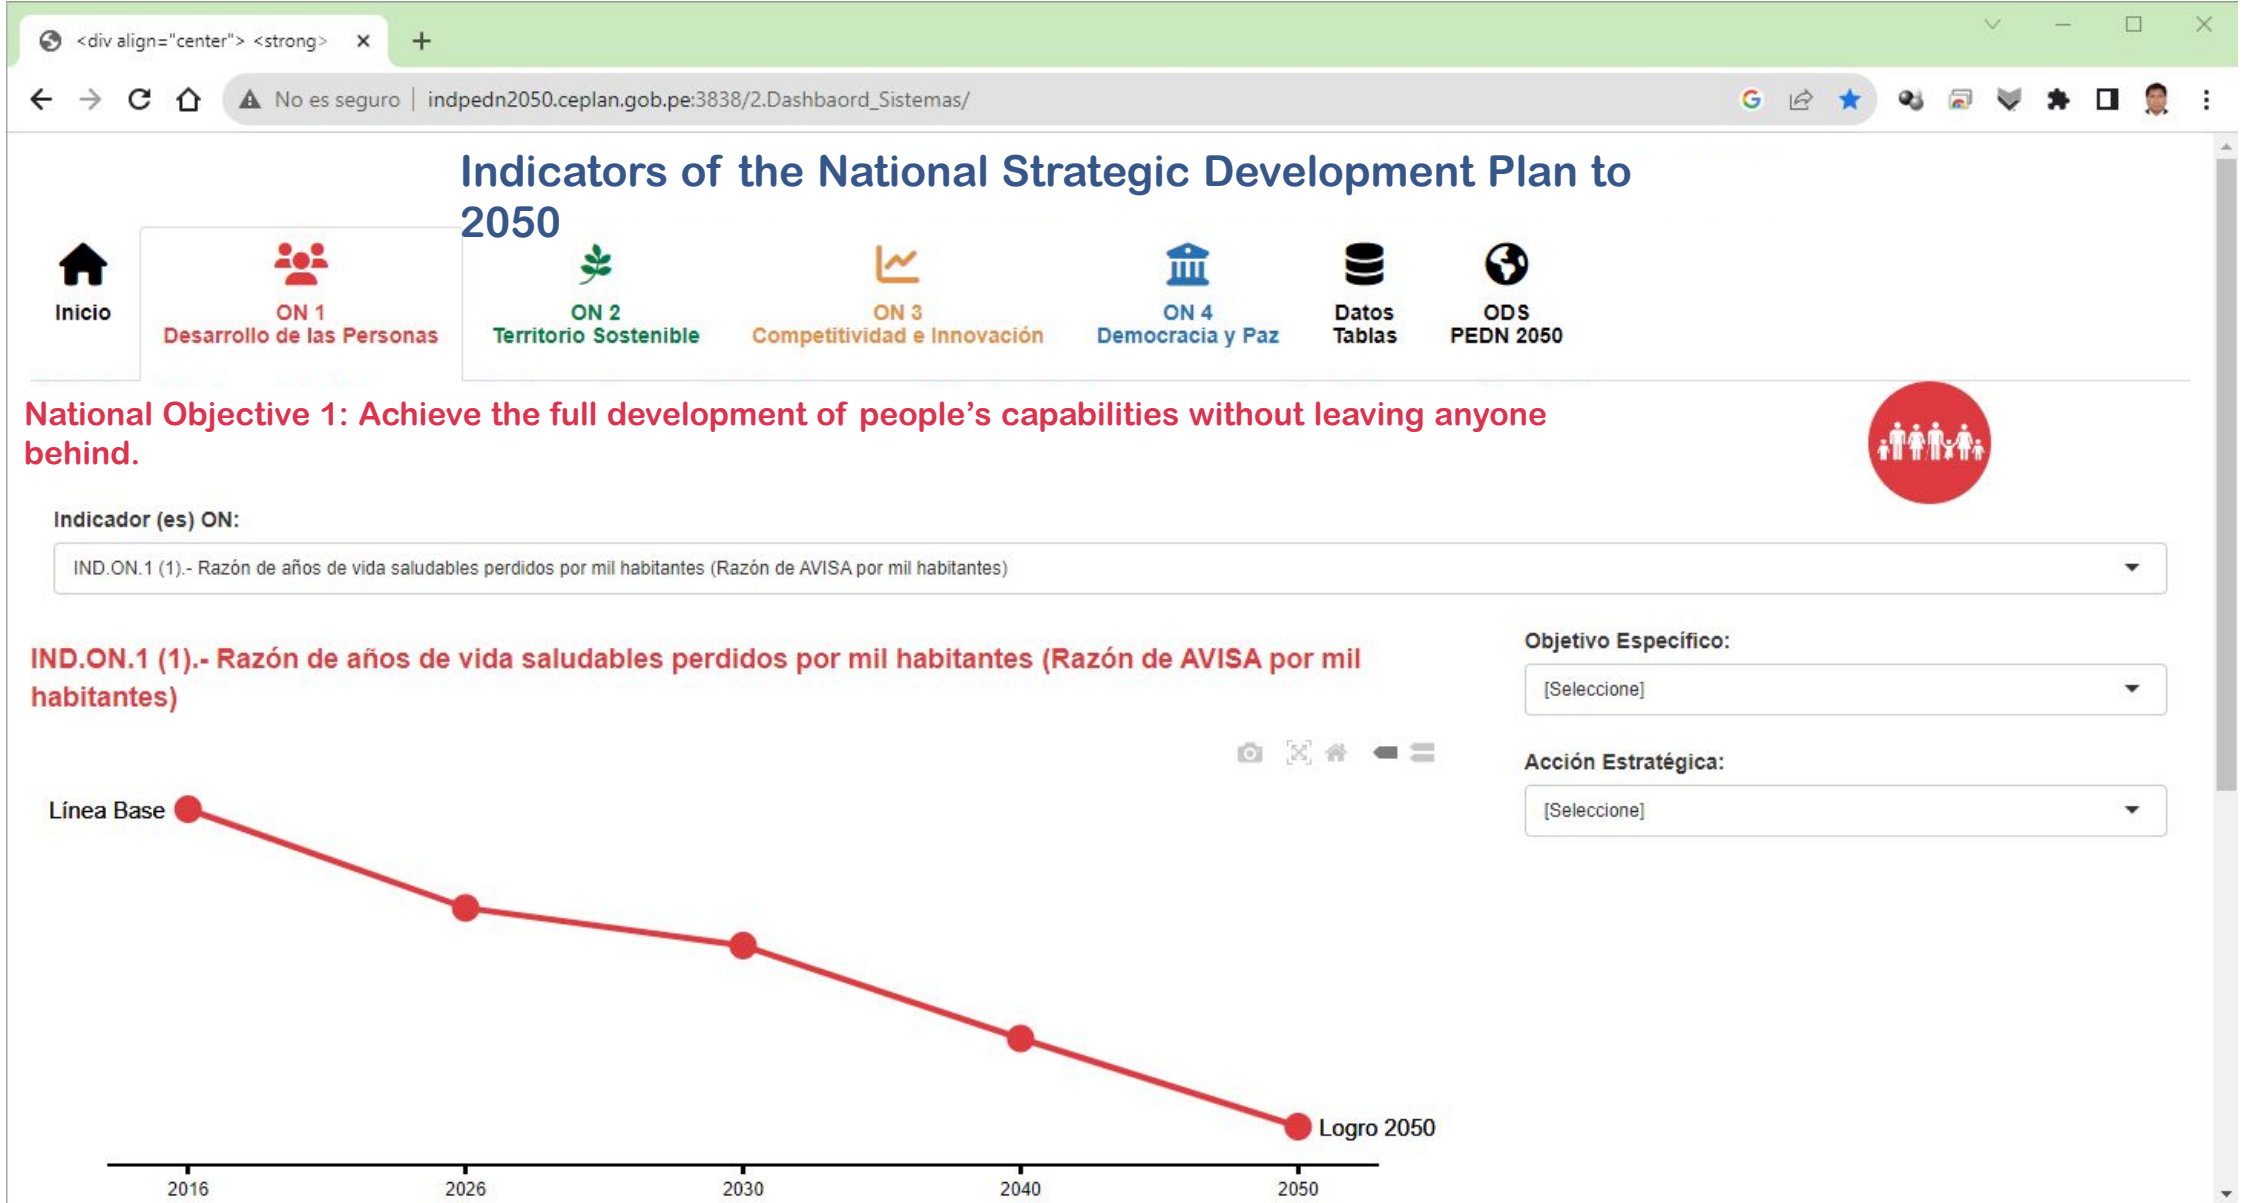 <div align="center"> <strong>
No es seguro | indpedn2050.ceplan.gob.pe:3838/2.Dashbaord_Sistemas/
Indicators of the National Strategic Development Plan to
2050
Inicio
ON 1
Desarrollo de las Personas
ON 2
Territorio Sostenible
ON 3
Competitividad e Innovación
ON 4
Democracia y Paz
Datos
Tablas
ODS
PEDN 2050
National Objective 1: Achieve the full development of people’s capabilities without leaving anyone
behind.
Indicador (es) ON:
IND.ON.1 (1).- Razón de años de vida saludables perdidos por mil habitantes (Razón de AVISA por mil habitantes)
IND.ON.1 (1).- Razón de años de vida saludables perdidos por mil habitantes (Razón de AVISA por mil
habitantes)
Objetivo Específico:
[Seleccione]
Acción Estratégica:
[Seleccione]
Línea Base
Logro 2050
2016 2026 2030 2040 2050